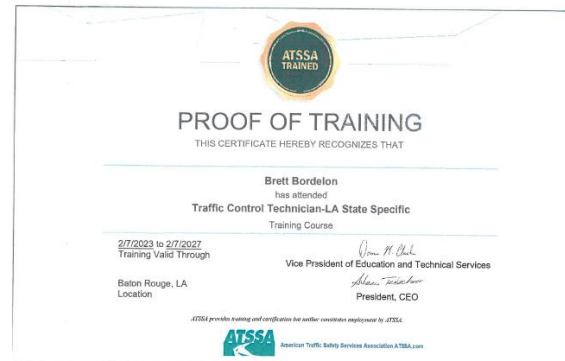 ATSSA
TRAINED
PROOF OF TRAINING
THIS CERTIFICATE HEREBY RECOGNIZES THAT
Brett Bordelon
has attended
Traffic Control Technician-LA State Specific
Training Course
2/7/2023 to 2/7/2027
Training Valid Through
Vice President of Education and Technical Services
Baton Rouge, LA
Location
President, CEO
ATSSA provides training and certification but neither constitutes employment by ATSSA.
ATSSA
American Traffic Safety Services Association ATSSA.com